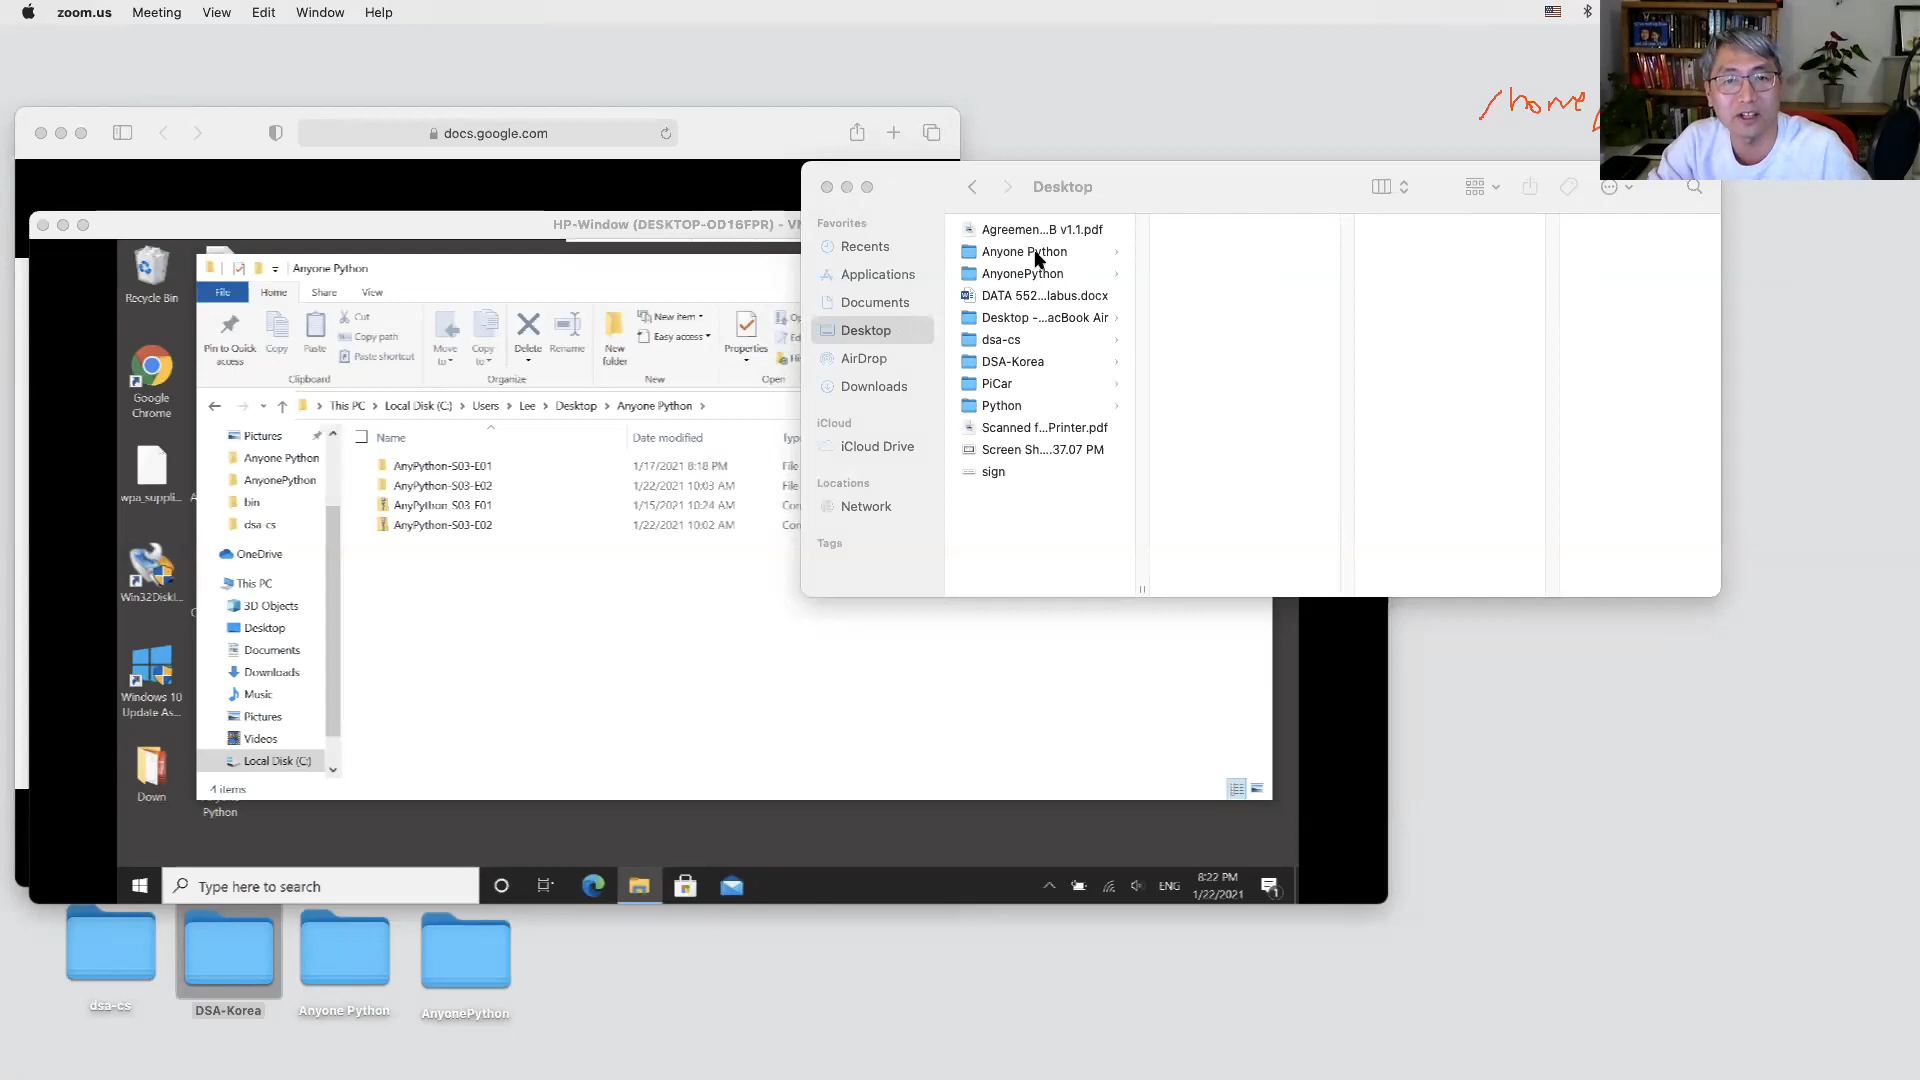 zoom.us Meeting View Edit Window Help
/home
docs.google.com
Desktop
HP-Window (DESKTOP-OD16FPR) - V
Favorites
Recents
Applications
Documents
Desktop
AirDrop
Downloads
iCloud
iCloud Drive
Locations
Network
Tags
Agreemen...B v1.1.pdf
Anyone Python
AnyonePython
DATA 552...labus.docx
Desktop -...acBook Air
dsa-cs
DSA-Korea
PiCar
Python
Scanned f...Printer.pdf
Screen Sh....37.07 PM
sign
Recycle Bin
Google
Chrome
wpa_suppli...
Win32DiskI...
Windows 10
Update As...
Down
Python
Anyone Python
File Home Share View
Pin to Quick
access
Copy
Paste
Cut
Copy path
Paste shortcut
Clipboard
Move
to
Copy
to
Delete
Rename
Organize
New
folder
New item
Easy access
New
Properties
Open
This PC > Local Disk (C:) > Users > Lee > Desktop > Anyone Python >
Pictures
Anyone Python
AnyonePython
bin
dsa-cs
OneDrive
This PC
3D Objects
Desktop
Documents
Downloads
Music
Pictures
Videos
Local Disk (C:)
Name Date modified
AnyPython-S03-E01 1/17/2021 8:18 PM File
AnyPython-S03-E02 1/22/2021 10:03 AM File
AnyPython-S03-E01 1/15/2021 10:24 AM Con
AnyPython-S03-E02 1/22/2021 10:02 AM Con
4 items
Type here to search
ENG
8:22 PM
1/22/2021
1
dsa-cs
DSA-Korea
Anyone Python
AnyonePython